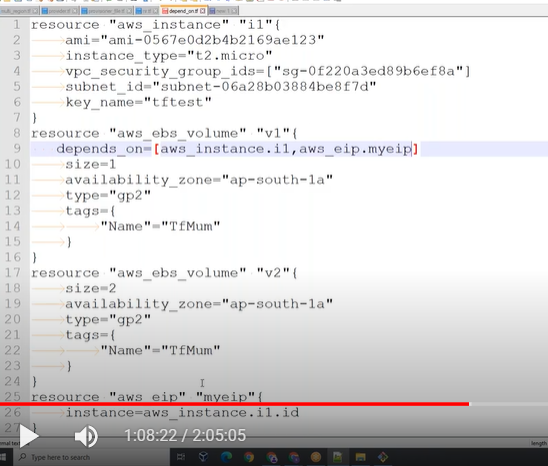 depend_on.tf
1 resource "aws_instance" "i1"{
2 ami="ami-0567e0d2b4b2169ae123"
3 instance_type="t2.micro"
4 vpc_security_group_ids=["sg-0f220a3ed89b6ef8a"]
5 subnet_id="subnet-06a28b03884be8f7d"
6 key_name="tftest"
7 }
8 resource "aws_ebs_volume" "v1"{
9 depends_on=[aws_instance.i1,aws_eip.myeip]
10 size=1
11 availability_zone="ap-south-1a"
12 type="gp2"
13 tags={
14 "Name"="TfMum"
15 }
16 }
17 resource "aws_ebs_volume" "v2"{
18 size=2
19 availability_zone="ap-south-1a"
20 type="gp2"
21 tags={
22 "Name"="TfMum"
23 }
24 }
25 resource "aws_eip" "myeip"{
26 instance=aws_instance.i1.id
27 }
1:08:22 / 2:05:05
length
Type here to search